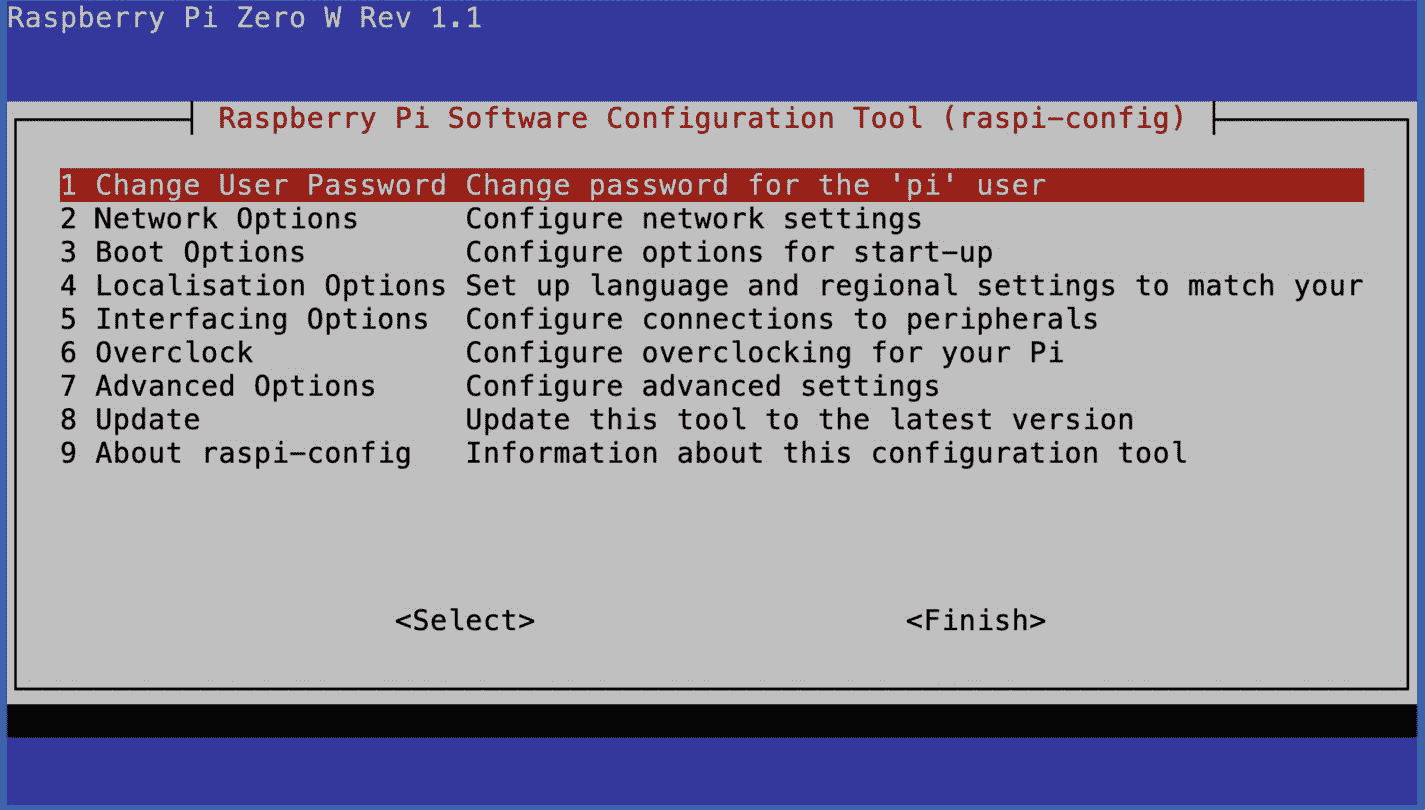 Raspberry Pi Zero W Rev 1.1
Raspberry Pi Software Configuration Tool (raspi-config)
1 Change User Password Change password for the 'pi' user
2 Network Options Configure network settings
3 Boot Options Configure options for start-up
4 Localisation Options Set up language and regional settings to match your
5 Interfacing Options Configure connections to peripherals
6 Overclock Configure overclocking for your Pi
7 Advanced Options Configure advanced settings
8 Update Update this tool to the latest version
9 About raspi-config Information about this configuration tool
<Select> <Finish>